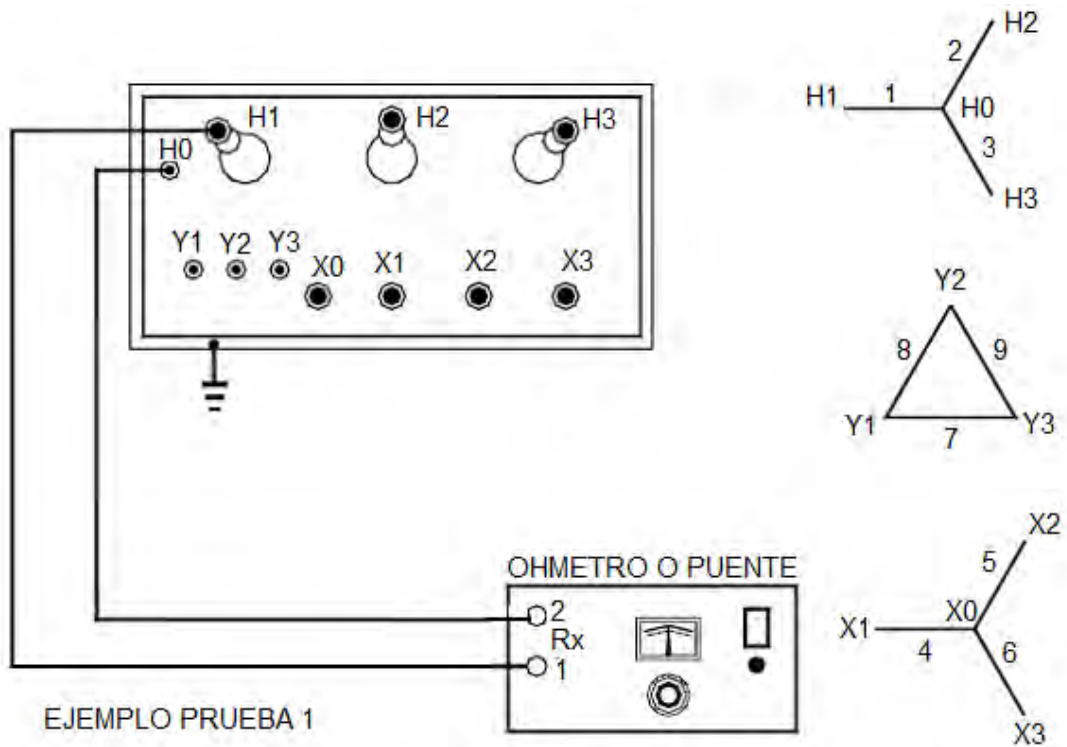 H1
H2
H3
H0
Y1
Y2
Y3
X0
X1
X2
X3
H2
2
H1
1
H0
3
H3
Y2
8
9
Y1
7
Y3
X2
5
X1
X0
4
6
X3
OHMETRO O PUENTE
2
Rx
1
EJEMPLO PRUEBA 1